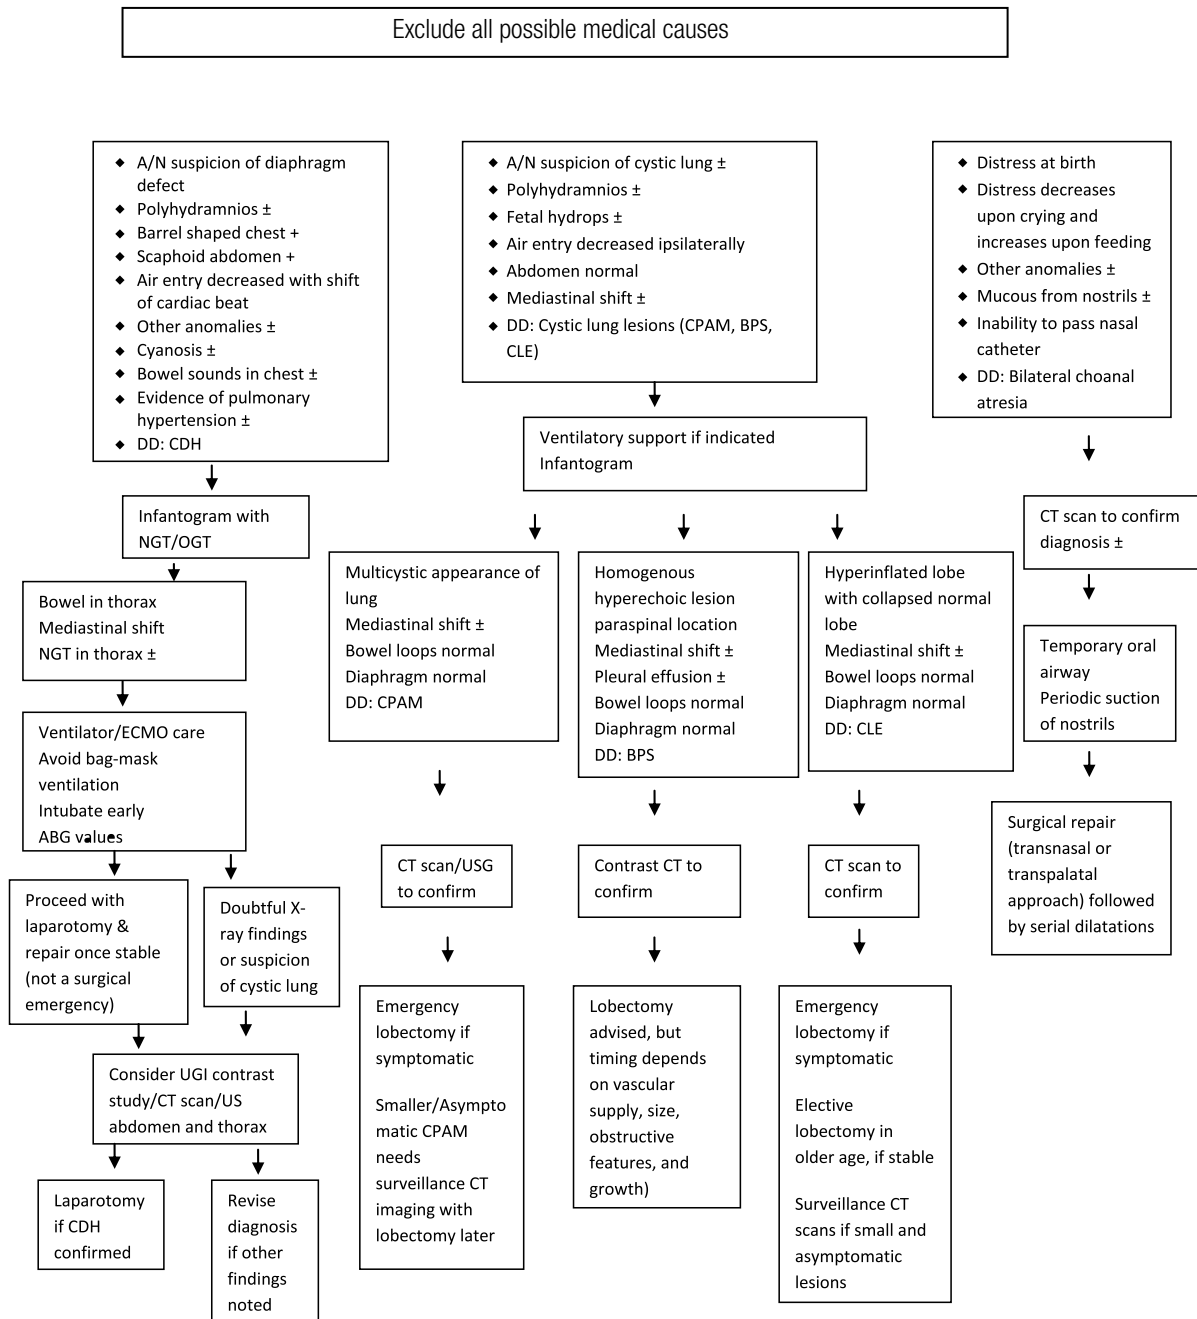 Exclude all possible medical causes
◆ A/N suspicion of diaphragm
defect
◆ Polyhydramnios ±
◆ Barrel shaped chest +
◆ Scaphoid abdomen +
◆ Air entry decreased with shift
of cardiac beat
◆ Other anomalies ±
◆ Cyanosis ±
◆ Bowel sounds in chest ±
◆ Evidence of pulmonary
hypertension ±
◆ DD: CDH
Infantogram with
NGT/OGT
Bowel in thorax
Mediastinal shift
NGT in thorax ±
Ventilator/ECMO care
Avoid bag-mask
ventilation
Intubate early
ABG values
Proceed with
laparotomy &
repair once stable
(not a surgical
emergency)
Doubtful X-
ray findings
or suspicion
of cystic lung
Consider UGI contrast
study/CT scan/US
abdomen and thorax
Laparotomy
if CDH
confirmed
Revise
diagnosis
if other
findings
noted
◆ A/N suspicion of cystic lung ±
◆ Polyhydramnios ±
◆ Fetal hydrops ±
◆ Air entry decreased ipsilaterally
◆ Abdomen normal
◆ Mediastinal shift ±
◆ DD: Cystic lung lesions (CPAM, BPS,
CLE)
Ventilatory support if indicated
Infantogram
Multicystic appearance of
lung
Mediastinal shift ±
Bowel loops normal
Diaphragm normal
DD: CPAM
CT scan/USG
to confirm
Emergency
lobectomy if
symptomatic
Smaller/Asympto
matic CPAM
needs
surveillance CT
imaging with
lobectomy later
Homogenous
hyperechoic lesion
paraspinal location
Mediastinal shift ±
Pleural effusion ±
Bowel loops normal
Diaphragm normal
DD: BPS
Contrast CT to
confirm
Lobectomy
advised, but
timing depends
on vascular
supply, size,
obstructive
features, and
growth)
Hyperinflated lobe
with collapsed normal
lobe
Mediastinal shift ±
Bowel loops normal
Diaphragm normal
DD: CLE
CT scan to
confirm
Emergency
lobectomy if
symptomatic
Elective
lobectomy in
older age, if stable
Surveillance CT
scans if small and
asymptomatic
lesions
◆ Distress at birth
◆ Distress decreases
upon crying and
increases upon feeding
◆ Other anomalies ±
◆ Mucous from nostrils ±
◆ Inability to pass nasal
catheter
◆ DD: Bilateral choanal
atresia
CT scan to confirm
diagnosis ±
Temporary oral
airway
Periodic suction
of nostrils
Surgical repair
(transnasal or
transpalatal
approach) followed
by serial dilatations